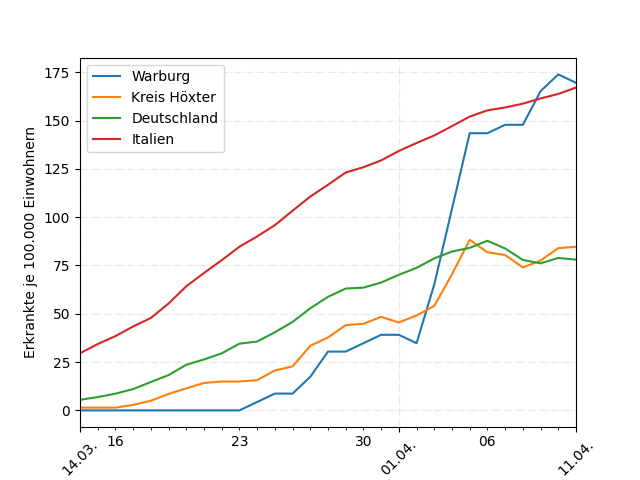 175
150
125
100
75
50
25
0
Erkrankte je 100.000 Einwohnern
Warburg
Kreis Höxter
Deutschland
Italien
16 23 30 06
14.03. 01.04. 11.04.